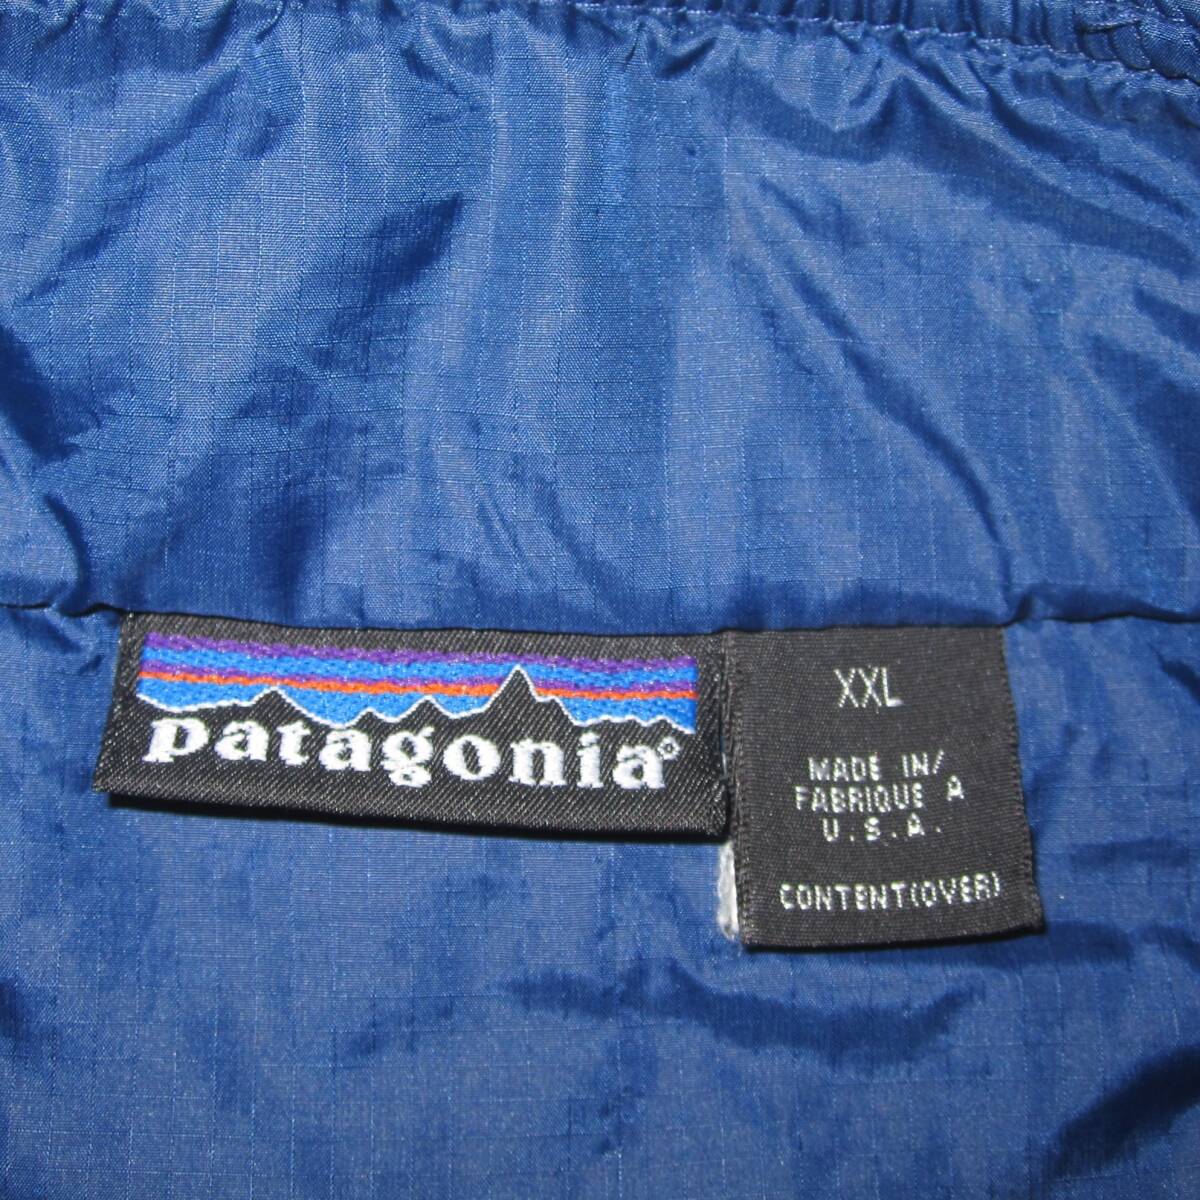 patagonia®
XXL
MADE IN/
FABRIQUE A
U.S.A.
CONTENT(OVER)